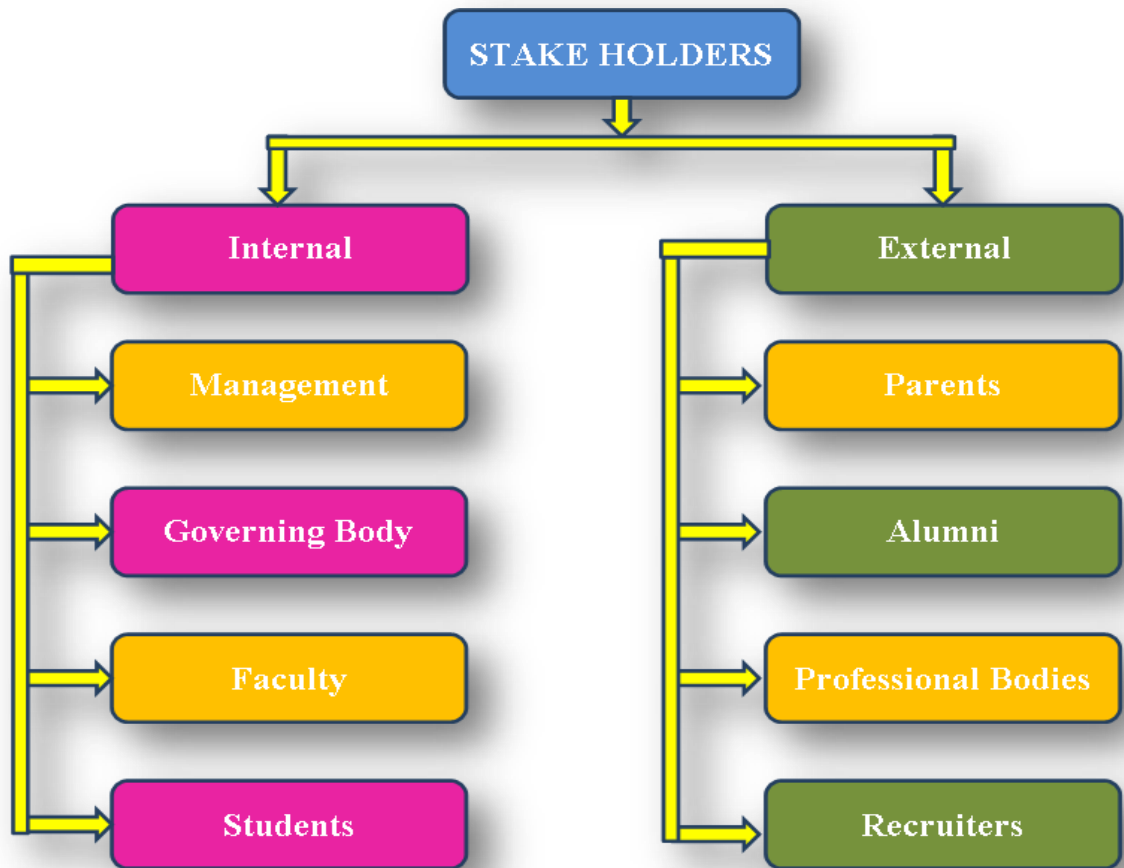 STAKE HOLDERS
Internal
External
Management
Parents
Governing Body
Alumni
Faculty
Professional Bodies
Students
Recruiters